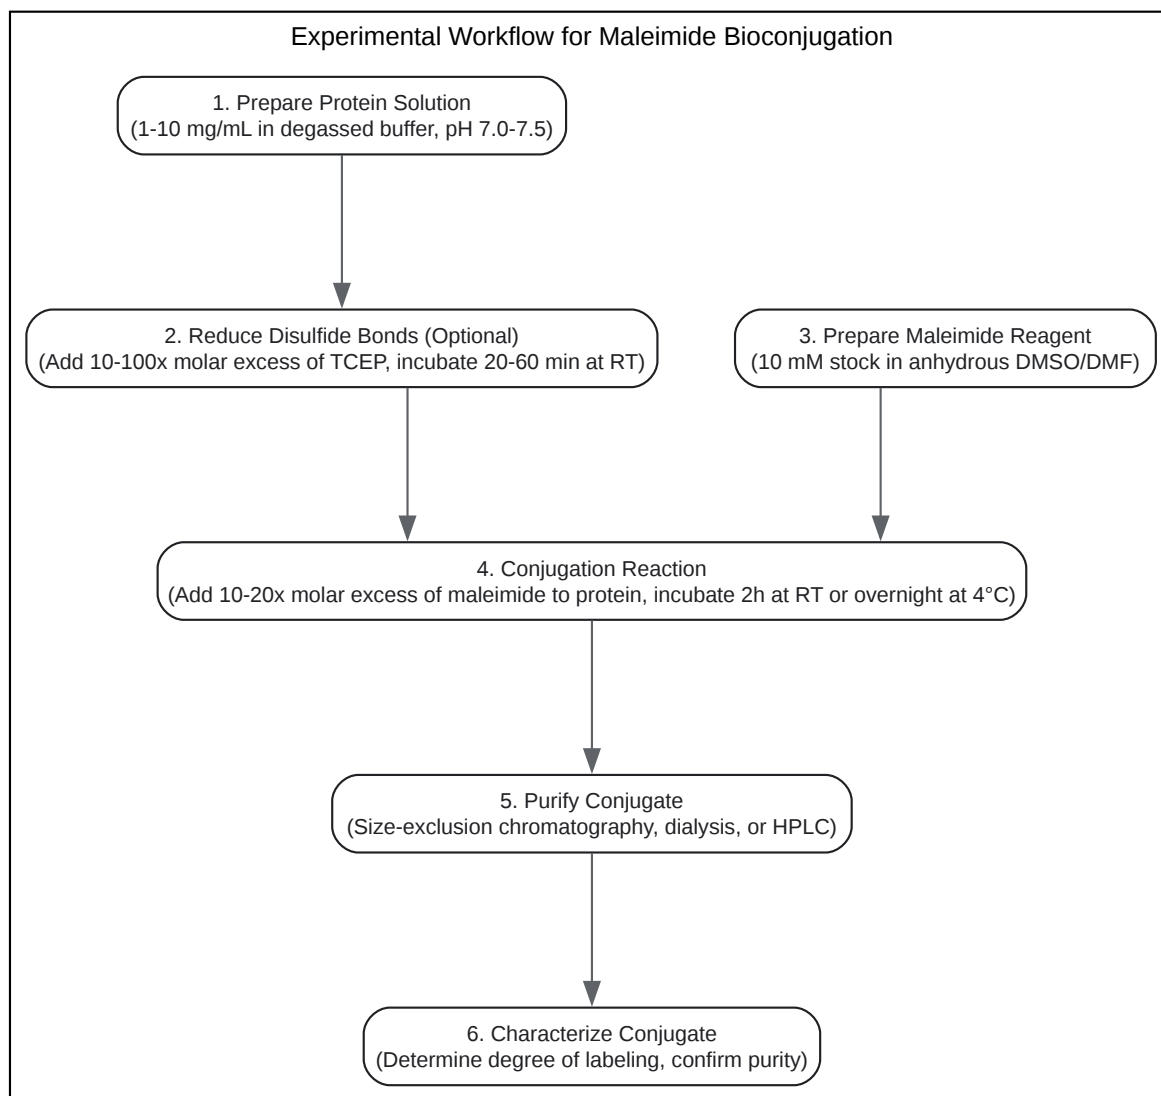 Experimental Workflow for Maleimide Bioconjugation
1. Prepare Protein Solution
(1-10 mg/mL in degassed buffer, pH 7.0-7.5)
2. Reduce Disulfide Bonds (Optional)
(Add 10-100x molar excess of TCEP, incubate 20-60 min at RT)
3. Prepare Maleimide Reagent
(10 mM stock in anhydrous DMSO/DMF)
4. Conjugation Reaction
(Add 10-20x molar excess of maleimide to protein, incubate 2h at RT or overnight at 4°C)
5. Purify Conjugate
(Size-exclusion chromatography, dialysis, or HPLC)
6. Characterize Conjugate
(Determine degree of labeling, confirm purity)